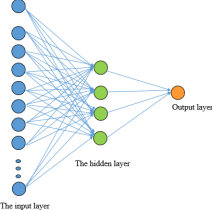 Output layer
The hidden layer
The input layer